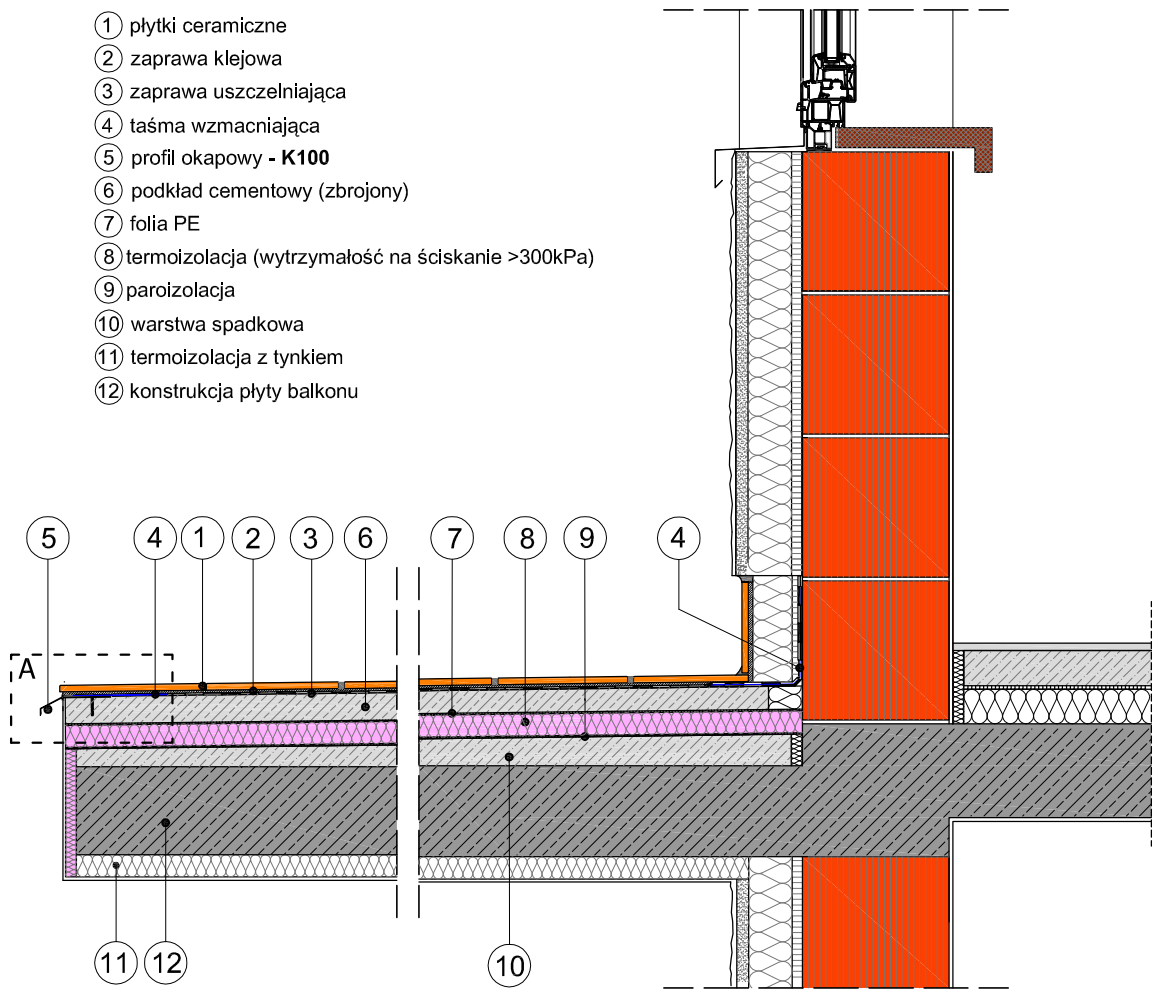 1 płytki ceramiczne
2 zaprawa klejowa
3 zaprawa uszczelniająca
4 taśma wzmacniająca
5 profil okapowy - K100
6 podkład cementowy (zbrojony)
7 folia PE
8 termoizolacja (wytrzymałość na ściskanie >300kPa)
9 paroizolacja
10 warstwa spadkowa
11 termoizolacja z tynkiem
12 konstrukcja płyty balkonu
5 4 1 2 3 6 7 8 9 4
A
11 12 10